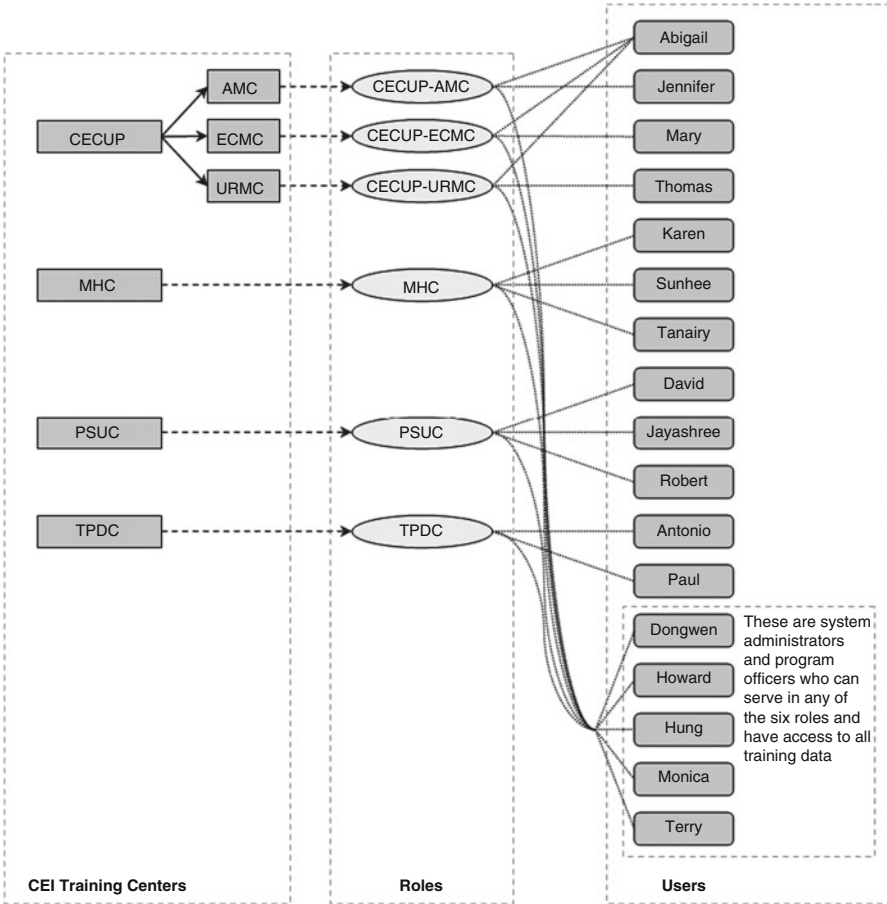 CECUP
AMC
ECMC
URMC
MHC
PSUC
TPDC
CEI Training Centers
CECUP-AMC
CECUP-ECMC
CECUP-URMC
MHC
PSUC
TPDC
Roles
Abigail
Jennifer
Mary
Thomas
Karen
Sunhee
Tanairy
David
Jayashree
Robert
Antonio
Paul
Dongwen
Howard
Hung
Monica
Terry
These are system
administrators
and program
officers who can
serve in any of
the six roles and
have access to all
training data
Users